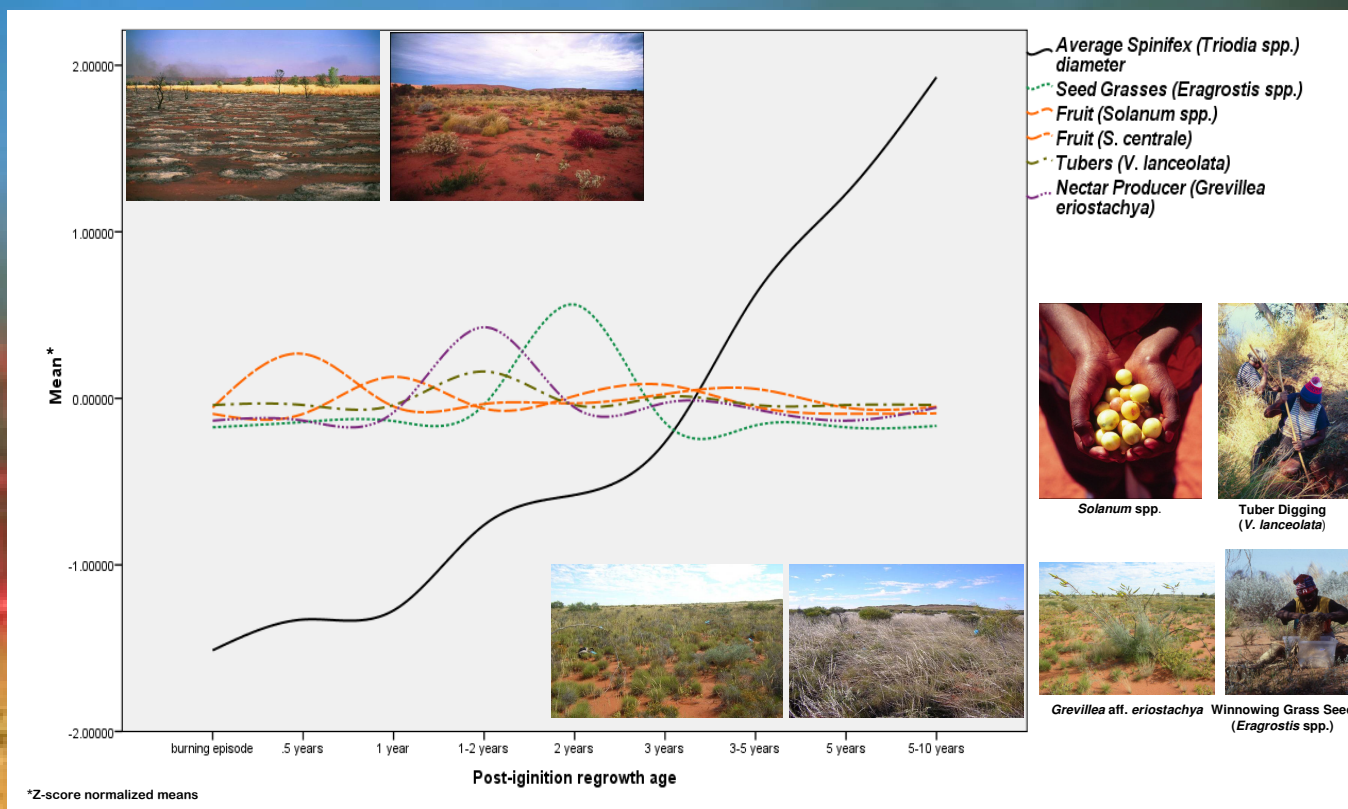 2.00000
1.00000
0.00000
-1.00000
-2.00000
Mean*
burning episode
.5 years
1 year
1-2 years
2 years
3 years
3-5 years
5 years
5-10 years
Post-iginition regrowth age
*Z-score normalized means
Average Spinifex (Triodia spp.)
diameter
Seed Grasses (Eragrostis spp.)
Fruit (Solanum spp.)
Fruit (S. centrale)
Tubers (V. lanceolata)
Nectar Producer (Grevillea
eriostachya)
Solanum spp.
Tuber Digging
(V. lanceolata)
Grevillea aff. eriostachya
Winnowing Grass See
(Eragrostis spp.)